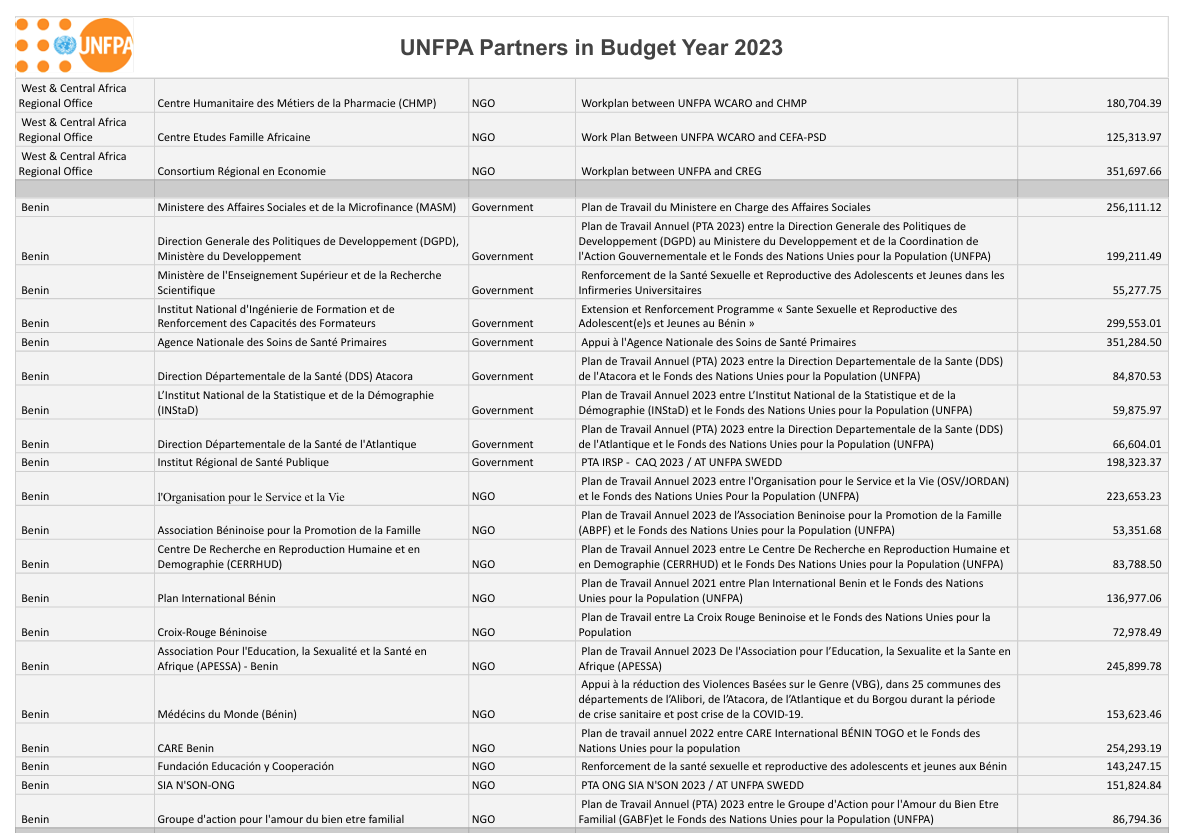 UNFPA
UNFPA Partners in Budget Year 2023
West & Central Africa
Regional Office Centre Humanitaire des Métiers de la Pharmacie (CHMP) NGO Workplan between UNFPA WCARO and CHMP 180,704.39
West & Central Africa
Regional Office Centre Etudes Famille Africaine NGO Work Plan Between UNFPA WCARO and CEFA-PSD 125,313.97
West & Central Africa
Regional Office Consortium Régional en Economie NGO Workplan between UNFPA and CREG 351,697.66
Benin Ministere des Affaires Sociales et de la Microfinance (MASM) Government Plan de Travail du Ministere en Charge des Affaires Sociales 256,111.12
Plan de Travail Annuel (PTA 2023) entre la Direction Generale des Politiques de
Direction Generale des Politiques de Developpement (DGPD), Developpement (DGPD) au Ministere du Developpement et de la Coordination de
Benin Ministère du Developpement Government l'Action Gouvernementale et le Fonds des Nations Unies pour la Population (UNFPA) 199,211.49
Ministère de l'Enseignement Supérieur et de la Recherche Renforcement de la Santé Sexuelle et Reproductive des Adolescents et Jeunes dans les
Benin Scientifique Government Infirmeries Universitaires 55,277.75
Institut National d'Ingénierie de Formation et de Extension et Renforcement Programme « Sante Sexuelle et Reproductive des
Benin Renforcement des Capacités des Formateurs Government Adolescent(e)s et Jeunes au Bénin » 299,553.01
Benin Agence Nationale des Soins de Santé Primaires Government Appui à l'Agence Nationale des Soins de Santé Primaires 351,284.50
Plan de Travail Annuel (PTA) 2023 entre la Direction Departementale de la Sante (DDS)
Benin Direction Départementale de la Santé (DDS) Atacora Government de l'Atacora et le Fonds des Nations Unies pour la Population (UNFPA) 84,870.53
L’Institut National de la Statistique et de la Démographie Plan de Travail Annuel 2023 entre L’Institut National de la Statistique et de la
Benin (INStaD) Government Démographie (INStaD) et le Fonds des Nations Unies pour la Population (UNFPA) 59,875.97
Plan de Travail Annuel (PTA) 2023 entre la Direction Departementale de la Sante (DDS)
Benin Direction Départementale de la Santé de l'Atlantique Government de l'Atlantique et le Fonds des Nations Unies pour la Population (UNFPA) 66,604.01
Benin Institut Régional de Santé Publique Government PTA IRSP - CAQ 2023 / AT UNFPA SWEDD 198,323.37
Plan de Travail Annuel 2023 entre l'Organisation pour le Service et la Vie (OSV/JORDAN)
Benin l'Organisation pour le Service et la Vie NGO et le Fonds des Nations Unies Pour la Population (UNFPA) 223,653.23
Plan de Travail Annuel 2023 de l’Association Beninoise pour la Promotion de la Famille
Benin Association Béninoise pour la Promotion de la Famille NGO (ABPF) et le Fonds des Nations Unies pour la Population (UNFPA) 53,351.68
Centre De Recherche en Reproduction Humaine et en Plan de Travail Annuel 2023 entre Le Centre De Recherche en Reproduction Humaine et
Benin Demographie (CERRHUD) NGO en Demographie (CERRHUD) et le Fonds Des Nations Unies pour la Population (UNFPA) 83,788.50
Plan de Travail Annuel 2021 entre Plan International Benin et le Fonds des Nations
Benin Plan International Bénin NGO Unies pour la Population (UNFPA) 136,977.06
Plan de Travail entre La Croix Rouge Beninoise et le Fonds des Nations Unies pour la
Benin Croix-Rouge Béninoise NGO Population 72,978.49
Association Pour l'Education, la Sexualité et la Santé en Plan de Travail Annuel 2023 De l'Association pour l’Education, la Sexualite et la Sante en
Benin Afrique (APESSA) - Benin NGO Afrique (APESSA) 245,899.78
Appui à la réduction des Violences Basées sur le Genre (VBG), dans 25 communes des
départements de l’Alibori, de l’Atacora, de l’Atlantique et du Borgou durant la période
Benin Médécins du Monde (Bénin) NGO de crise sanitaire et post crise de la COVID-19. 153,623.46
Plan de travail annuel 2022 entre CARE International BÉNIN TOGO et le Fonds des
Benin CARE Benin NGO Nations Unies pour la population 254,293.19
Benin Fundación Educación y Cooperación NGO Renforcement de la santé sexuelle et reproductive des adolescents et jeunes aux Bénin 143,247.15
Benin SIA N'SON-ONG NGO PTA ONG SIA N'SON 2023 / AT UNFPA SWEDD 151,824.84
Plan de Travail Annuel (PTA) 2023 entre le Groupe d'Action pour l'Amour du Bien Etre
Benin Groupe d'action pour l'amour du bien etre familial NGO Familial (GABF)et le Fonds des Nations Unies pour la Population (UNFPA) 86,794.36